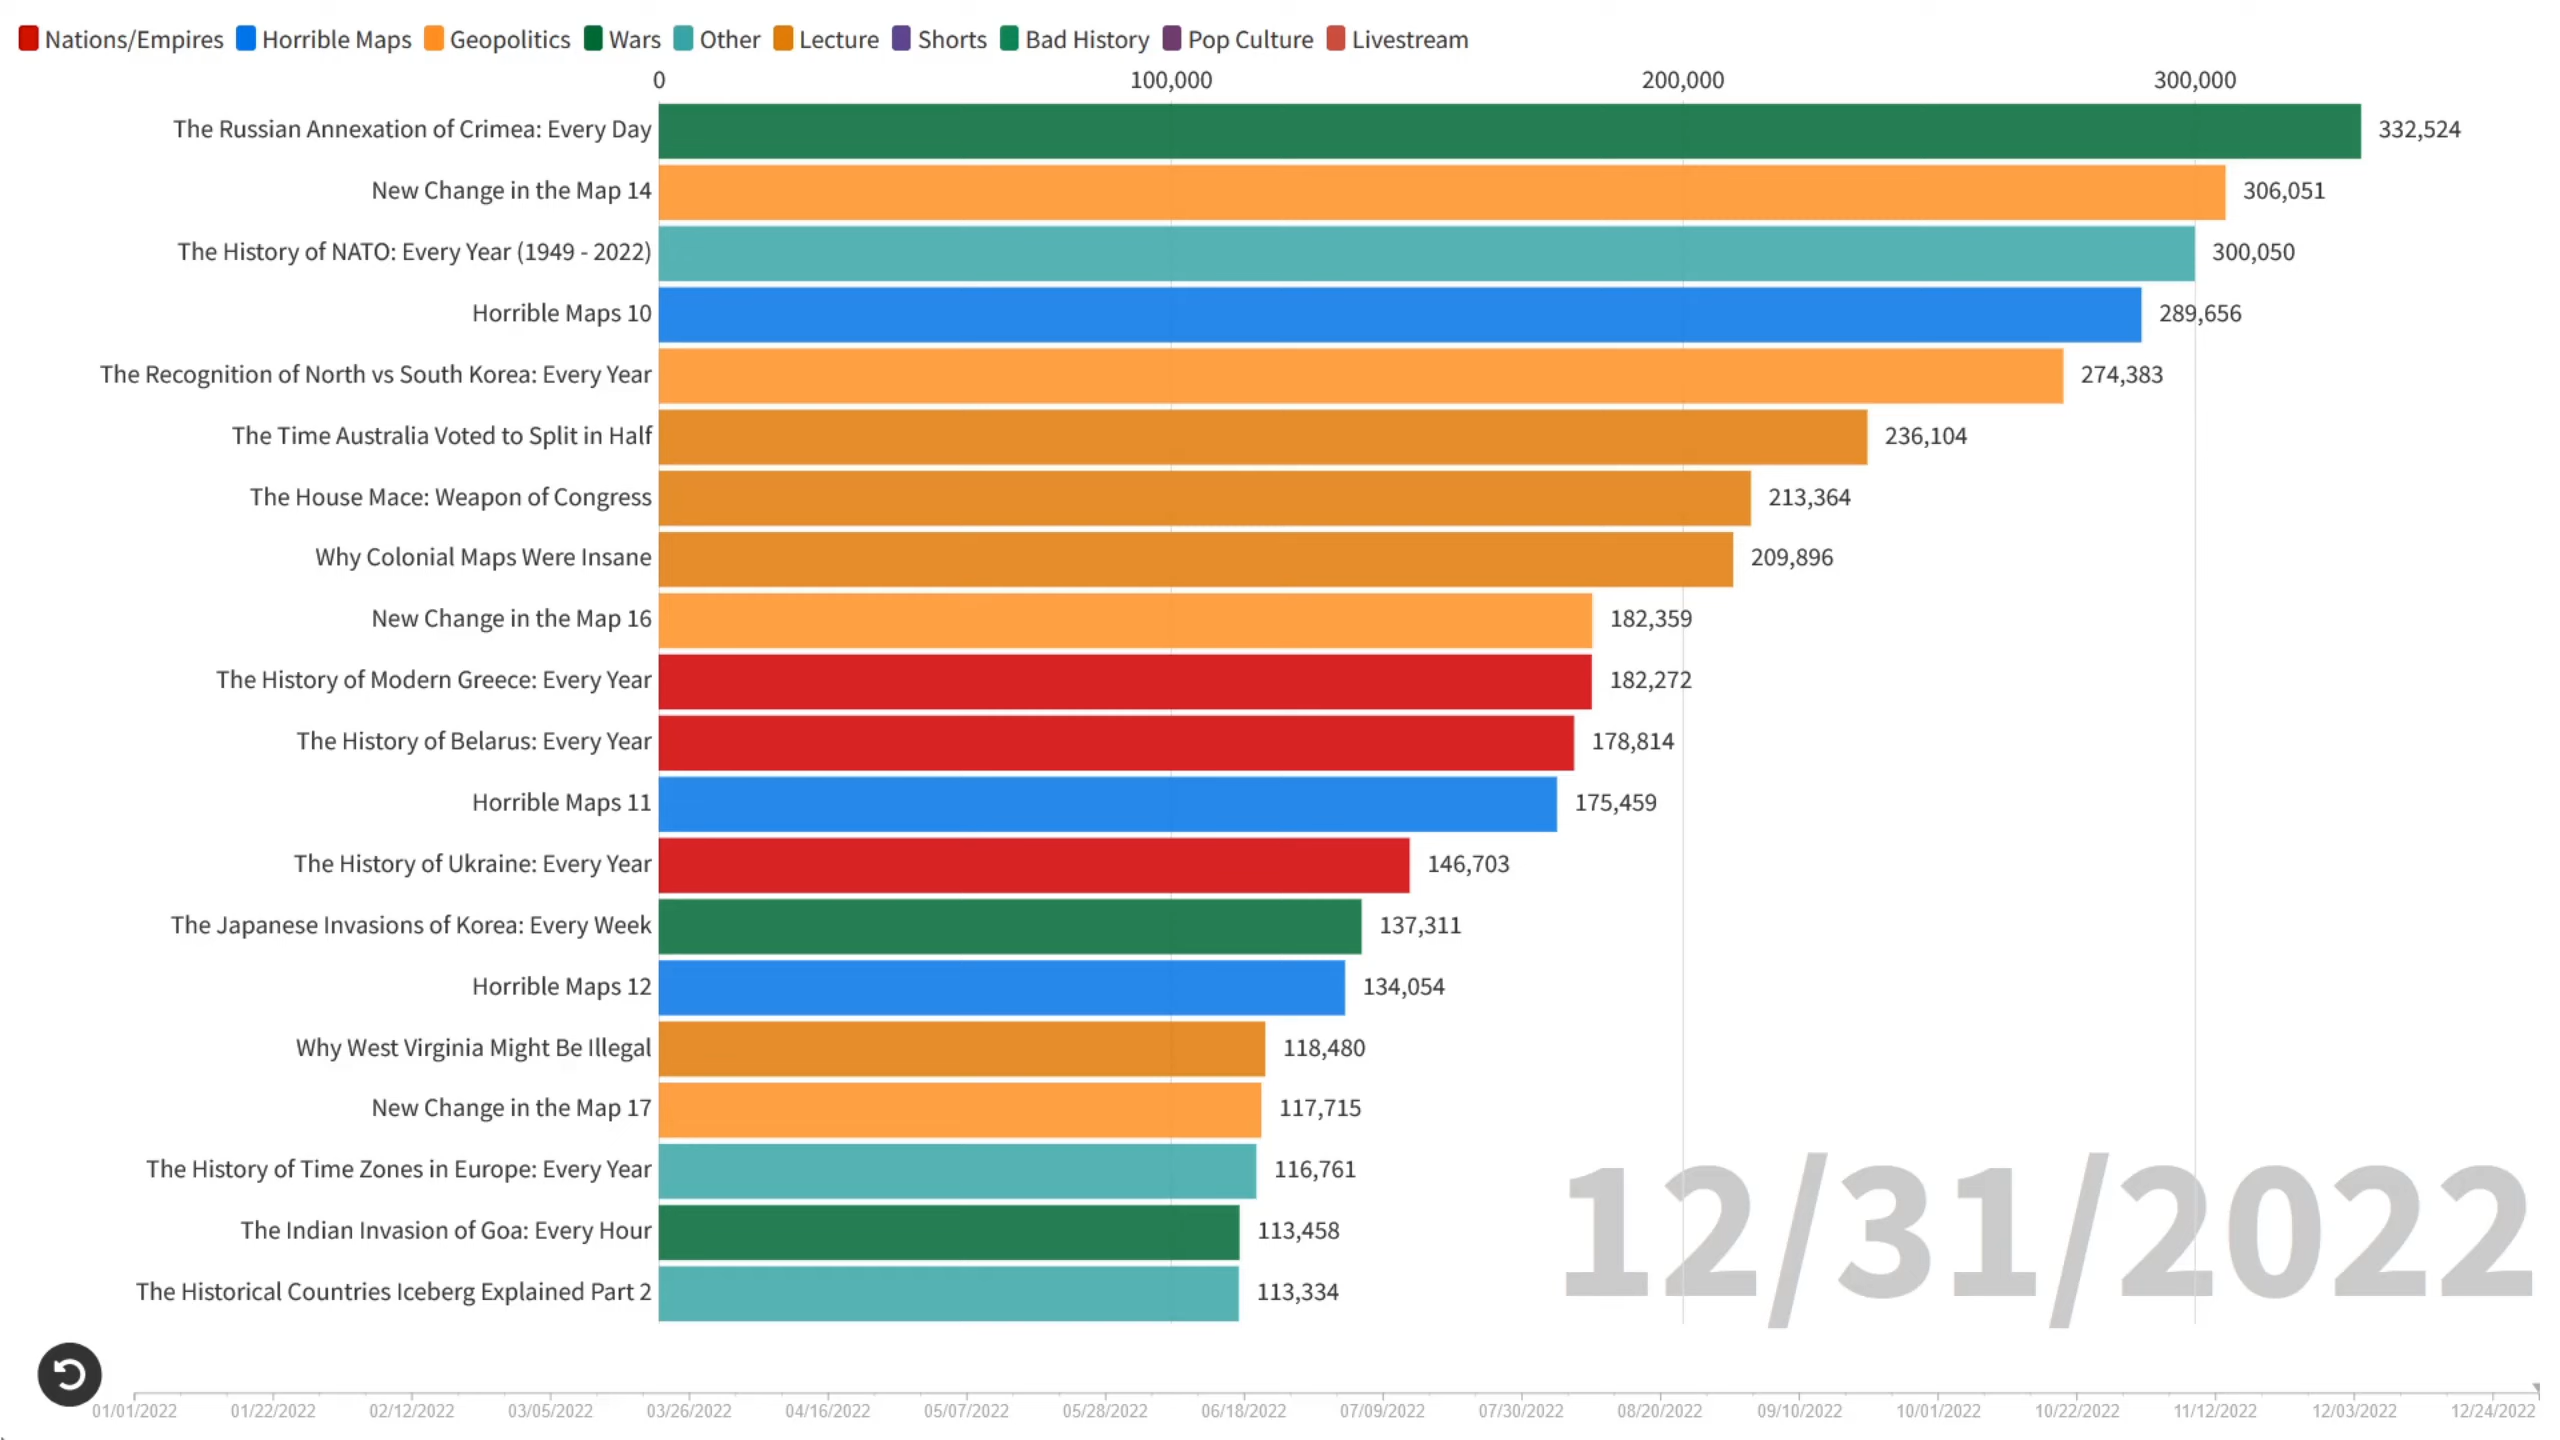 Nations/Empires Horrible Maps Geopolitics Wars Other Lecture Shorts Bad History Pop Culture Livestream
0 100,000 200,000 300,000
The Russian Annexation of Crimea: Every Day 332,524
New Change in the Map 14 306,051
The History of NATO: Every Year (1949 - 2022) 300,050
Horrible Maps 10 289,656
The Recognition of North vs South Korea: Every Year 274,383
The Time Australia Voted to Split in Half 236,104
The House Mace: Weapon of Congress 213,364
Why Colonial Maps Were Insane 209,896
New Change in the Map 16 182,359
The History of Modern Greece: Every Year 182,272
The History of Belarus: Every Year 178,814
Horrible Maps 11 175,459
The History of Ukraine: Every Year 146,703
The Japanese Invasions of Korea: Every Week 137,311
Horrible Maps 12 134,054
Why West Virginia Might Be Illegal 118,480
New Change in the Map 17 117,715
The History of Time Zones in Europe: Every Year 116,761
The Indian Invasion of Goa: Every Hour 113,458
The Historical Countries Iceberg Explained Part 2 113,334
12/31/2022
01/01/2022 01/22/2022 02/12/2022 03/05/2022 03/26/2022 04/16/2022 05/07/2022 05/28/2022 06/18/2022 07/09/2022 07/30/2022 08/20/2022 09/10/2022 10/01/2022 10/22/2022 11/12/2022 12/03/2022 12/24/2022